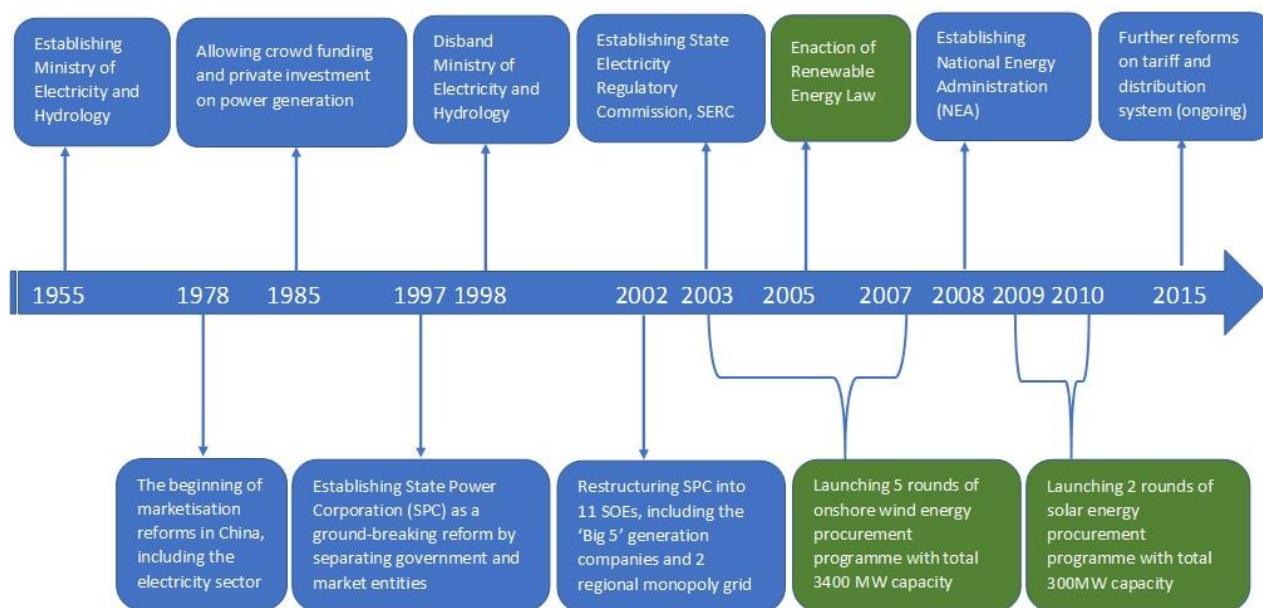 Establishing
Ministry of
Electricity and
Hydrology
Allowing crowd funding
and private investment
on power generation
Disband
Ministry of
Electricity and
Hydrology
Establishing State
Electricity
Regulatory
Commission, SERC
Enaction of
Renewable
Energy Law
Establishing
National Energy
Administration
(NEA)
Further reforms
on tariff and
distribution
system (ongoing)
1955 1978 1985 1997 1998 2002 2003 2005 2007 2008 2009 2010 2015
The beginning of
marketisation
reforms in China,
including the
electricity sector
Establishing State Power
Corporation (SPC) as a
ground-breaking reform by
separating government and
market entities
Restructuring SPC into
11 SOEs, including the
‘Big 5’ generation
companies and 2
regional monopoly grid
Launching 5 rounds of
onshore wind energy
procurement
programme with total
3400 MW capacity
Launching 2 rounds of
solar energy
procurement
programme with total
300MW capacity